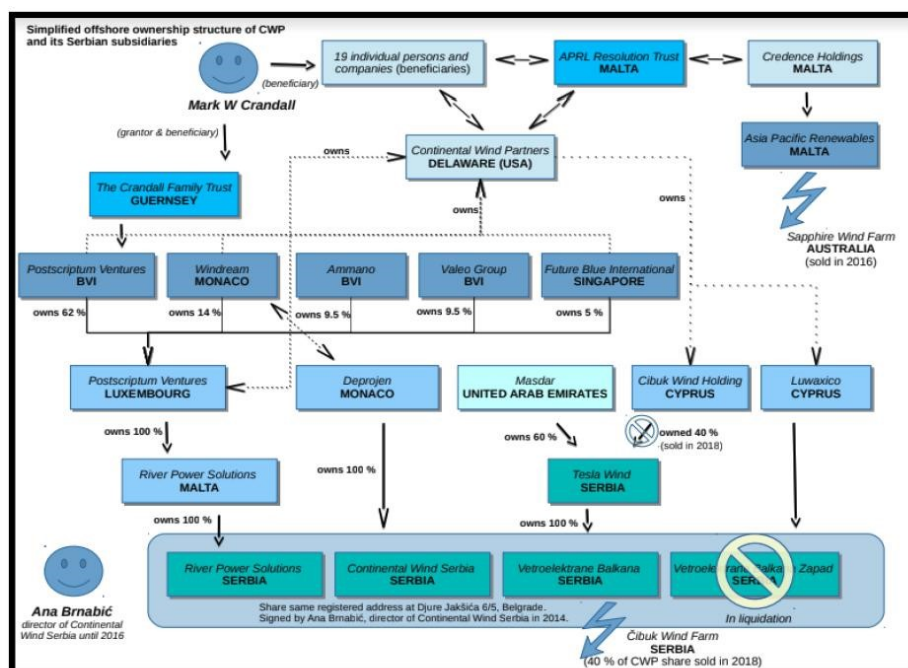 Simplified offshore ownership structure of CWP
and its Serbian subsidiaries
(beneficiary)
Mark W Crandall
19 individual persons and
companies (beneficiaries)
APRL Resolution Trust
MALTA
Credence Holdings
MALTA
(grantor & beneficiary)
owns
Continental Wind Partners
DELAWARE (USA)
Asia Pacific Renewables
MALTA
The Crandall Family Trust
GUERNSEY
owns
owns
Sapphire Wind Farm
AUSTRALIA
(sold in 2016)
Postscriptum Ventures
BVI
Windream
MONACO
Ammano
BVI
Valeo Group
BVI
Future Blue International
SINGAPORE
owns 62 %
owns 14 %
owns 9.5 %
owns 9.5 %
owns 5 %
Postscriptum Ventures
LUXEMBOURG
Deprojen
MONACO
Masdar
UNITED ARAB EMIRATES
Cibuk Wind Holding
CYPRUS
Luwaxico
CYPRUS
owns 100 %
owns 100 %
owns 60 %
owned 40 %
(sold in 2018)
River Power Solutions
MALTA
Tesla Wind
SERBIA
owns 100 %
owns 100 %
River Power Solutions
SERBIA
Continental Wind Serbia
SERBIA
Vetroelektrane Balkana
SERBIA
Vetroelektrane Balkana Zapad
SERBIA
Ana Brnabić
director of Continental
Wind Serbia until 2016
Share same registered address at Djure Jakšića 6/5, Belgrade.
Signed by Ana Brnabić, director of Continental Wind Serbia in 2014.
In liquidation
Čibuk Wind Farm
SERBIA
(40 % of CWP share sold in 2018)